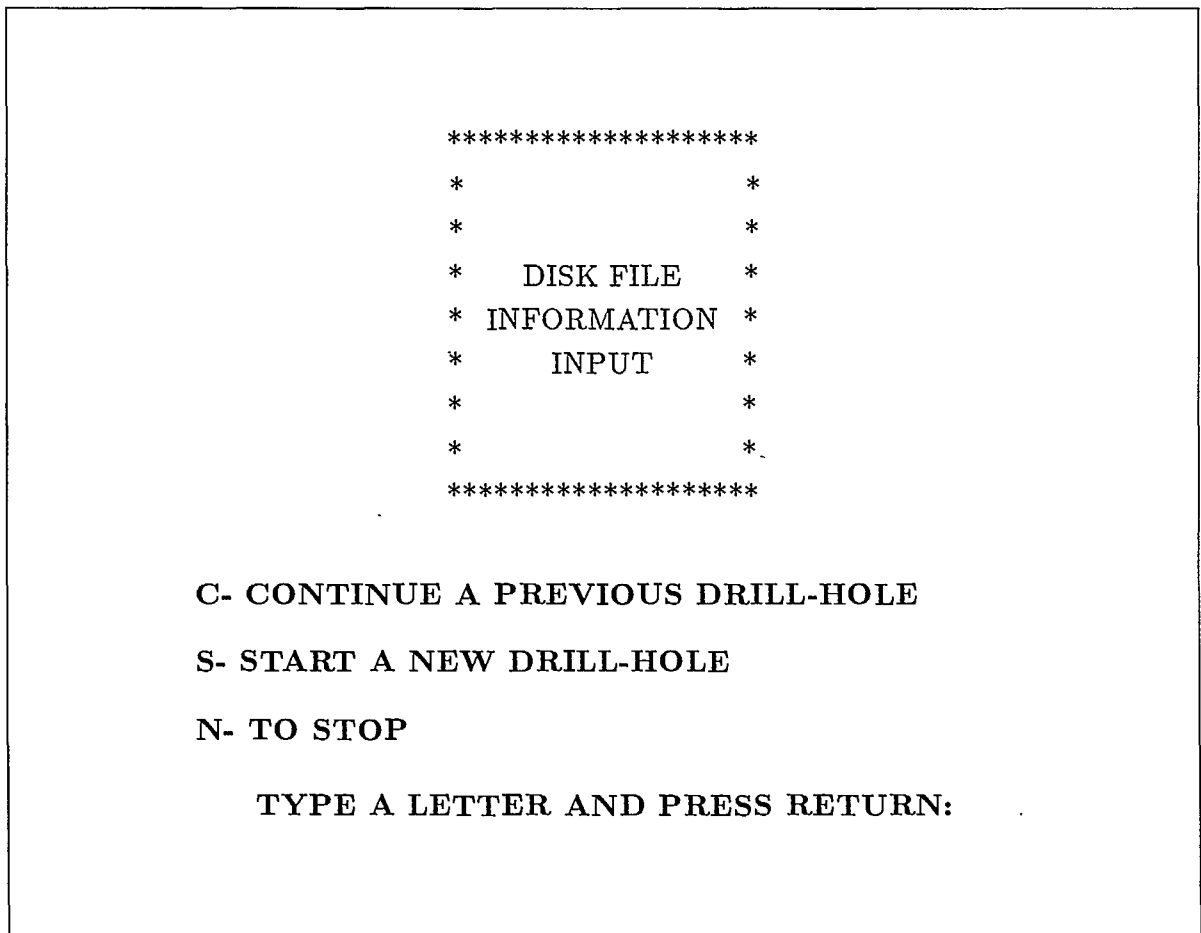 ********************
* *
* *
* DISK FILE *
* INFORMATION *
* INPUT *
* *
* *
********************
C- CONTINUE A PREVIOUS DRILL-HOLE
S- START A NEW DRILL-HOLE
N- TO STOP
TYPE A LETTER AND PRESS RETURN: